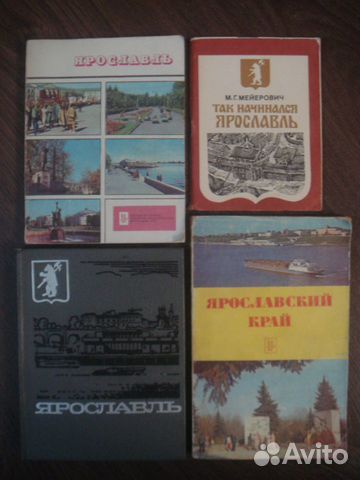 ЯРОСЛАВЛЬ
М. Г. МЕЙЕРОВИЧ
ТАК НАЧИНАЛСЯ
ЯРОСЛАВЛЬ
ЯРОСЛАВЛЬ
ЯРОСЛАВСКИЙ
КРАЙ
Avito